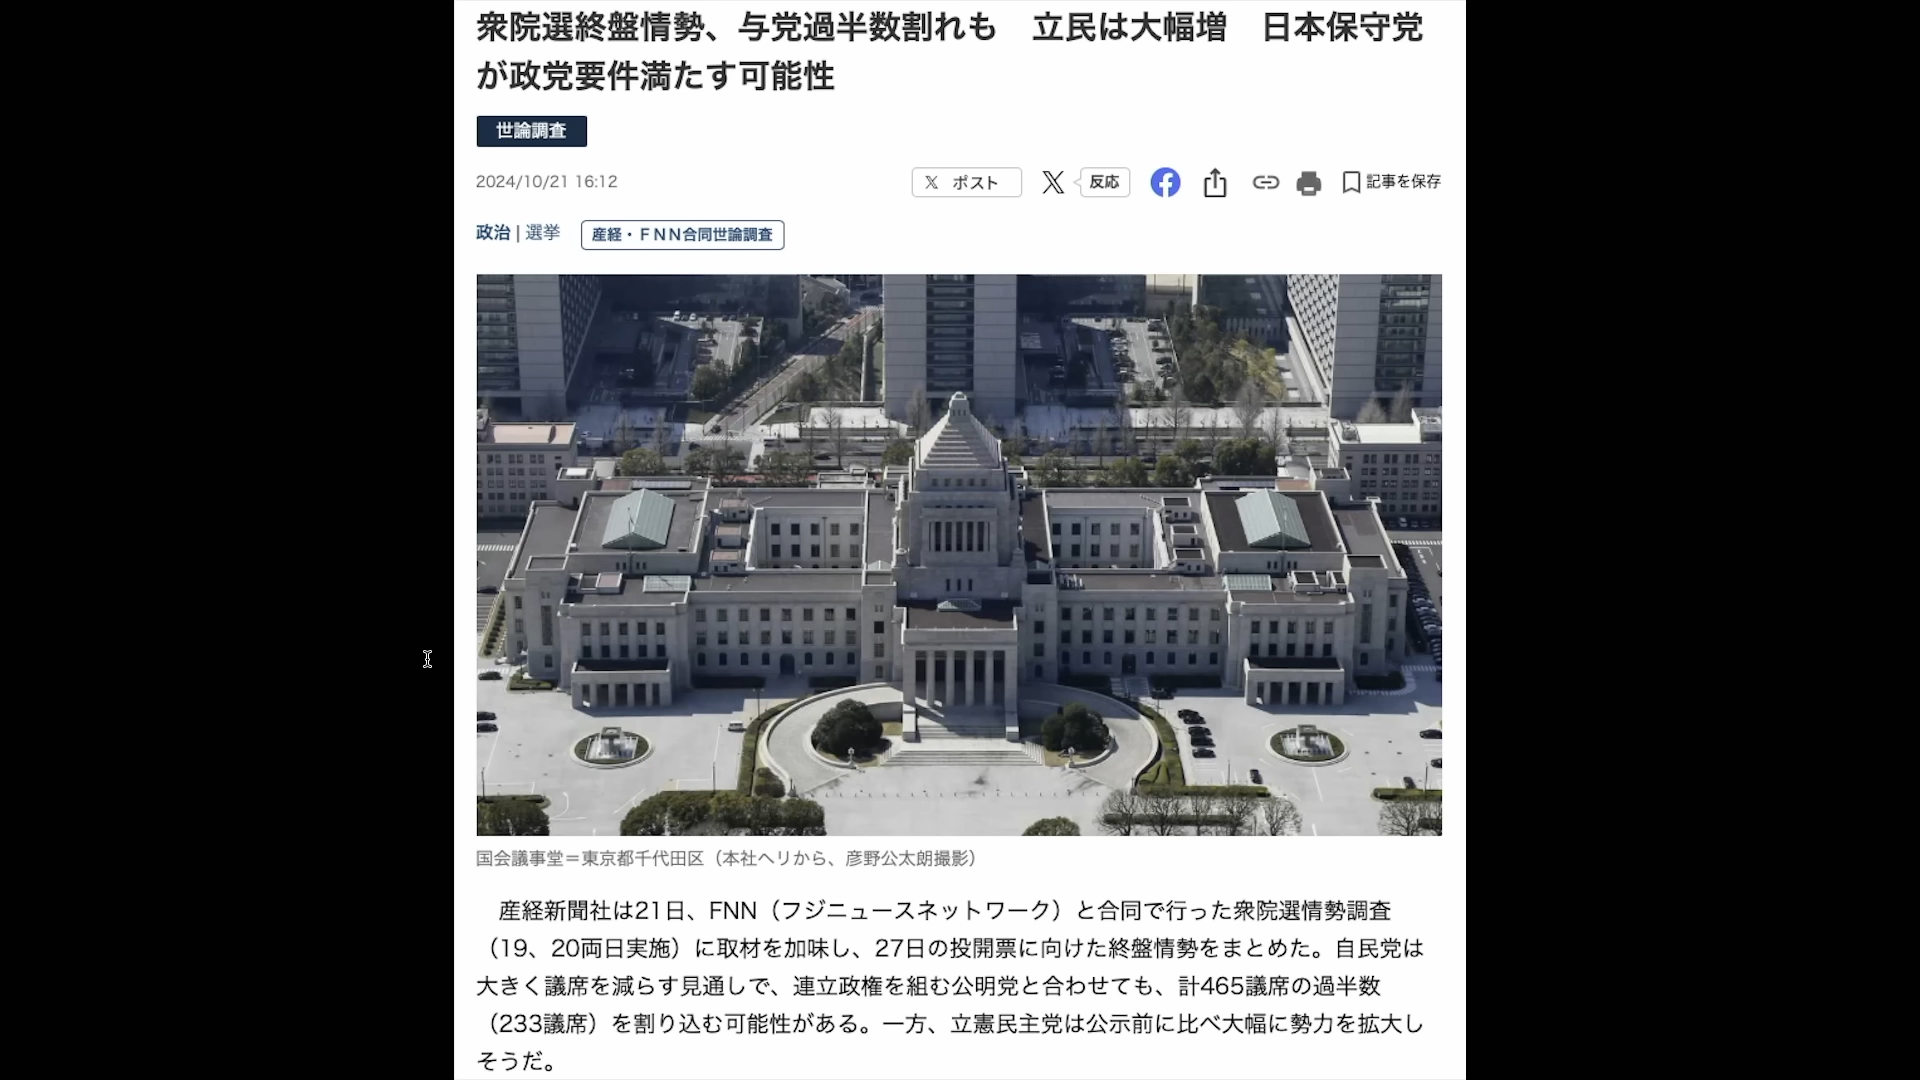 衆院選終盤情勢、与党過半数割れも　立民は大幅増　日本保守党
が政党要件満たす可能性
世論調査
2024/10/21 16:12
ポスト
反応
記事を保存
政治 | 選挙
産経・ＦＮＮ合同世論調査
国会議事堂＝東京都千代田区（本社ヘリから、彦野公太朗撮影）
産経新聞社は21日、FNN（フジニュースネットワーク）と合同で行った衆院選情勢調査
（19、20両日実施）に取材を加味し、27日の投開票に向けた終盤情勢をまとめた。自民党は
大きく議席を減らす見通しで、連立政権を組む公明党と合わせても、計465議席の過半数
（233議席）を割り込む可能性がある。一方、立憲民主党は公示前に比べ大幅に勢力を拡大し
そうだ。